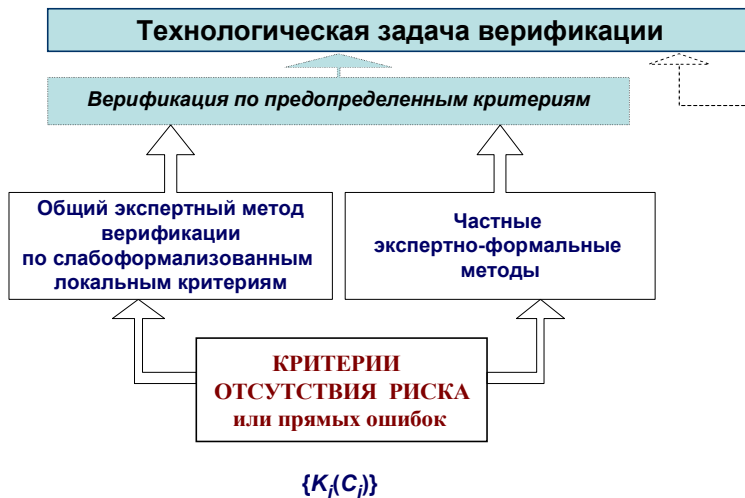 Технологическая задача верификации
Верификация по предопределенным критериям
Общий экспертный метод
верификации
по слабоформализованным
локальным критериям
Частные
экспертно-формальные
методы
КРИТЕРИИ
ОТСУТСТВИЯ РИСКА
или прямых ошибок
{Ki(Ci)}